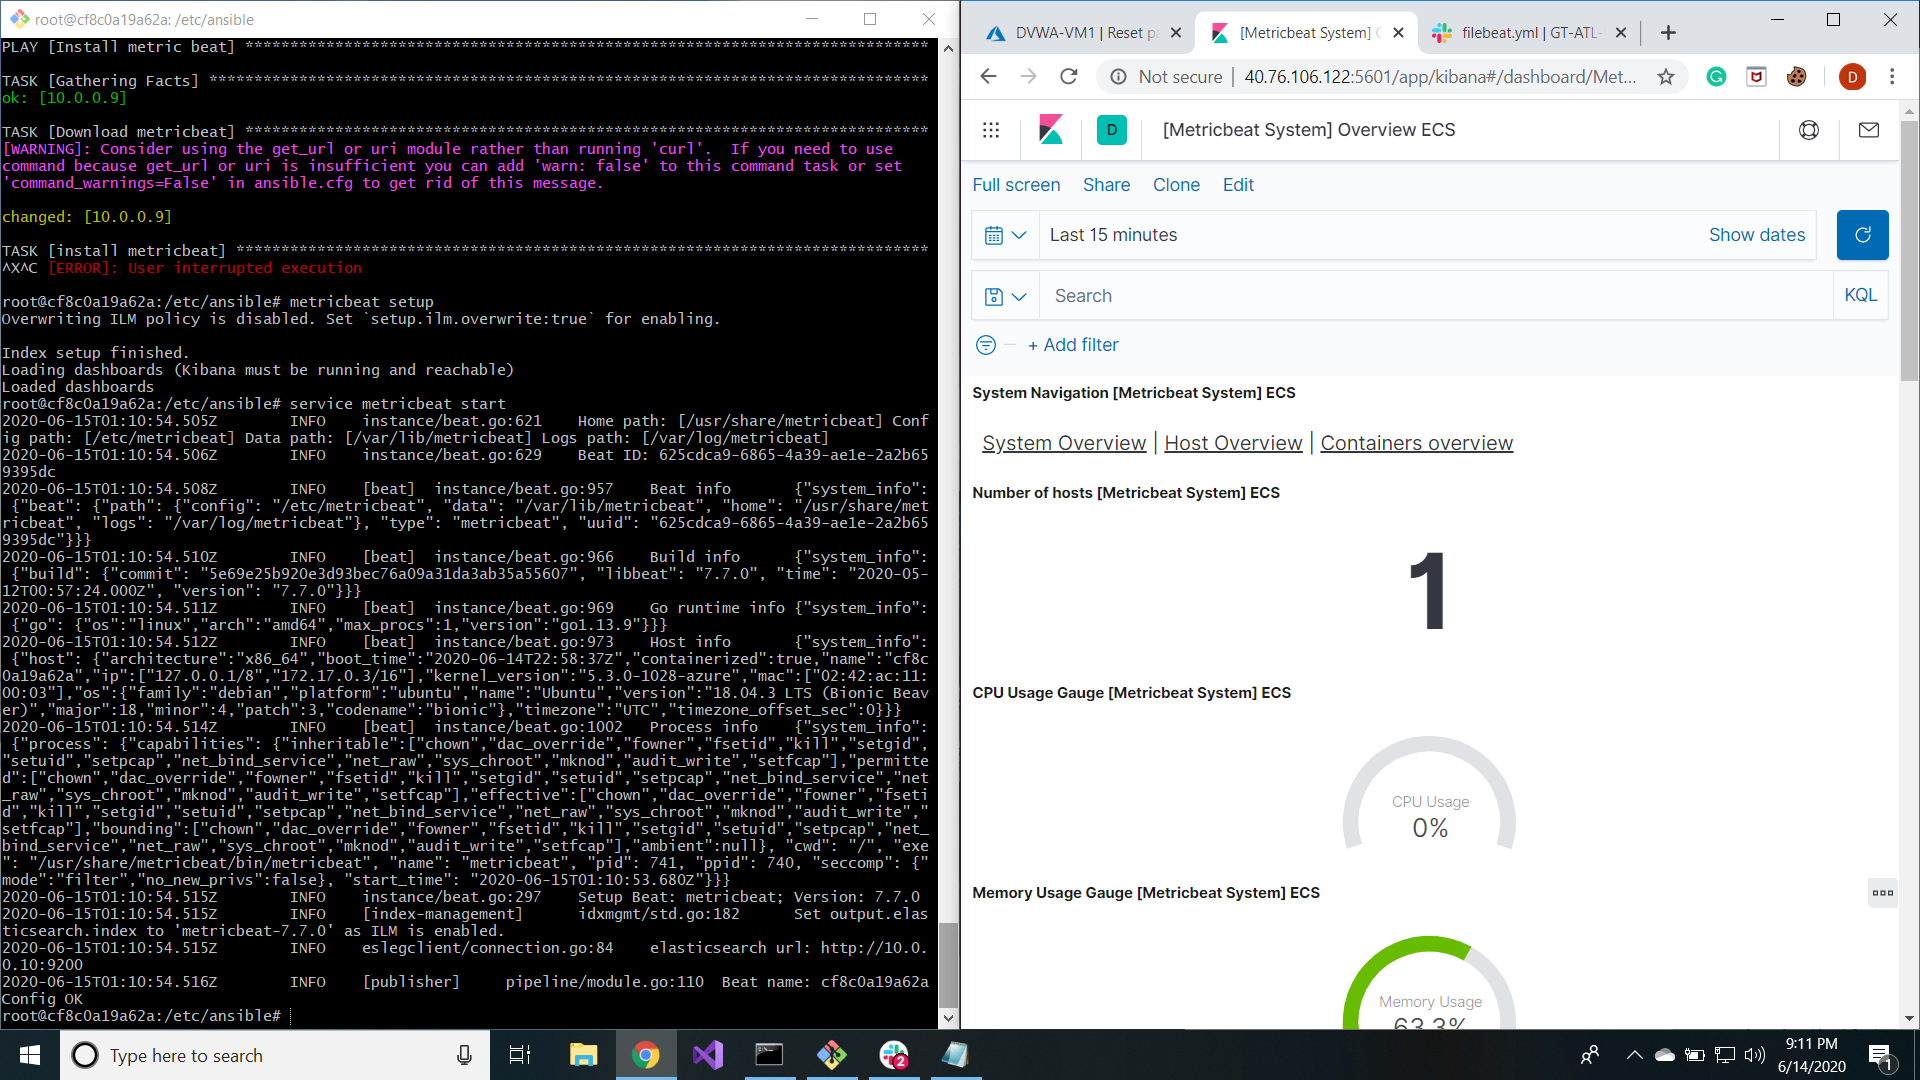 root@cf8c0a19a62a: /etc/ansible
PLAY [Install metric beat] ****************************************************************************
TASK [Gathering Facts] ********************************************************************************
ok: [10.0.0.9]
TASK [Download metricbeat] ****************************************************************************
[WARNING]: Consider using the get_url or uri module rather than running 'curl'.  If you need to use
command because get_url or uri is insufficient you can add 'warn: false' to this command task or set
'command_warnings=False' in ansible.cfg to get rid of this message.
changed: [10.0.0.9]
TASK [install metricbeat] *****************************************************************************
^X^C [ERROR]: User interrupted execution
root@cf8c0a19a62a:/etc/ansible# metricbeat setup
Overwriting ILM policy is disabled. Set `setup.ilm.overwrite:true` for enabling.
Index setup finished.
Loading dashboards (Kibana must be running and reachable)
Loaded dashboards
root@cf8c0a19a62a:/etc/ansible# service metricbeat start
2020-06-15T01:10:54.505Z        INFO    instance/beat.go:621    Home path: [/usr/share/metricbeat] Conf
ig path: [/etc/metricbeat] Data path: [/var/lib/metricbeat] Logs path: [/var/log/metricbeat]
2020-06-15T01:10:54.506Z        INFO    instance/beat.go:629    Beat ID: 625cdca9-6865-4a39-ae1e-2a2b65
9395dc
2020-06-15T01:10:54.508Z        INFO    [beat]  instance/beat.go:957    Beat info       {"system_info":
 {"beat": {"path": {"config": "/etc/metricbeat", "data": "/var/lib/metricbeat", "home": "/usr/share/met
ricbeat", "logs": "/var/log/metricbeat"}, "type": "metricbeat", "uuid": "625cdca9-6865-4a39-ae1e-2a2b65
9395dc"}}}
2020-06-15T01:10:54.510Z        INFO    [beat]  instance/beat.go:966    Build info      {"system_info":
 {"build": {"commit": "5e69e25b920e3d93bec76a09a31da3ab35a55607", "libbeat": "7.7.0", "time": "2020-05-
12T00:57:24.000Z", "version": "7.7.0"}}}
2020-06-15T01:10:54.511Z        INFO    [beat]  instance/beat.go:969    Go runtime info {"system_info":
 {"go": {"os":"linux","arch":"amd64","max_procs":1,"version":"go1.13.9"}}}
2020-06-15T01:10:54.512Z        INFO    [beat]  instance/beat.go:973    Host info       {"system_info":
 {"host": {"architecture":"x86_64","boot_time":"2020-06-14T22:58:37Z","containerized":true,"name":"cf8c
0a19a62a","ip":["127.0.0.1/8","172.17.0.3/16"],"kernel_version":"5.3.0-1028-azure","mac":["02:42:ac:11:
00:03"],"os":{"family":"debian","platform":"ubuntu","name":"Ubuntu","version":"18.04.3 LTS (Bionic Beav
er)","major":18,"minor":4,"patch":3,"codename":"bionic"},"timezone":"UTC","timezone_offset_sec":0}}}
2020-06-15T01:10:54.514Z        INFO    [beat]  instance/beat.go:1002   Process info    {"system_info":
 {"process": {"capabilities": {"inheritable":["chown","dac_override","fowner","fsetid","kill","setgid",
"setuid","setpcap","net_bind_service","net_raw","sys_chroot","mknod","audit_write","setfcap"],"permitte
d":["chown","dac_override","fowner","fsetid","kill","setgid","setuid","setpcap","net_bind_service","net
_raw","sys_chroot","mknod","audit_write","setfcap"],"effective":["chown","dac_override","fowner","fseti
d","kill","setgid","setuid","setpcap","net_bind_service","net_raw","sys_chroot","mknod","audit_write","
setfcap"],"bounding":["chown","dac_override","fowner","fsetid","kill","setgid","setuid","setpcap","net_
bind_service","net_raw","sys_chroot","mknod","audit_write","setfcap"],"ambient":null}, "cwd": "/", "exe
": "/usr/share/metricbeat/bin/metricbeat", "name": "metricbeat", "pid": 741, "ppid": 740, "seccomp": {"
mode":"filter","no_new_privs":false}, "start_time": "2020-06-15T01:10:53.680Z"}}}
2020-06-15T01:10:54.515Z        INFO    instance/beat.go:297    Setup Beat: metricbeat; Version: 7.7.0
2020-06-15T01:10:54.515Z        INFO    [index-management]      idxmgmt/std.go:182      Set output.elas
ticsearch.index to 'metricbeat-7.7.0' as ILM is enabled.
2020-06-15T01:10:54.515Z        INFO    eslegclient/connection.go:84    elasticsearch url: http://10.0.
0.10:9200
2020-06-15T01:10:54.516Z        INFO    [publisher]     pipeline/module.go:110  Beat name: cf8c0a19a62a
Config OK
root@cf8c0a19a62a:/etc/ansible#
DVWA-VM1 | Reset pa
[Metricbeat System] O
filebeat.yml | GT-ATL-
Not secure | 40.76.106.122:5601/app/kibana#/dashboard/Met...
D
D
[Metricbeat System] Overview ECS
Full screen Share Clone Edit
Last 15 minutes
Show dates
Search
KQL
+ Add filter
System Navigation [Metricbeat System] ECS
System Overview | Host Overview | Containers overview
Number of hosts [Metricbeat System] ECS
1
CPU Usage Gauge [Metricbeat System] ECS
CPU Usage
0%
Memory Usage Gauge [Metricbeat System] ECS
Memory Usage
63.3%
Type here to search
2
9:11 PM
6/14/2020
1